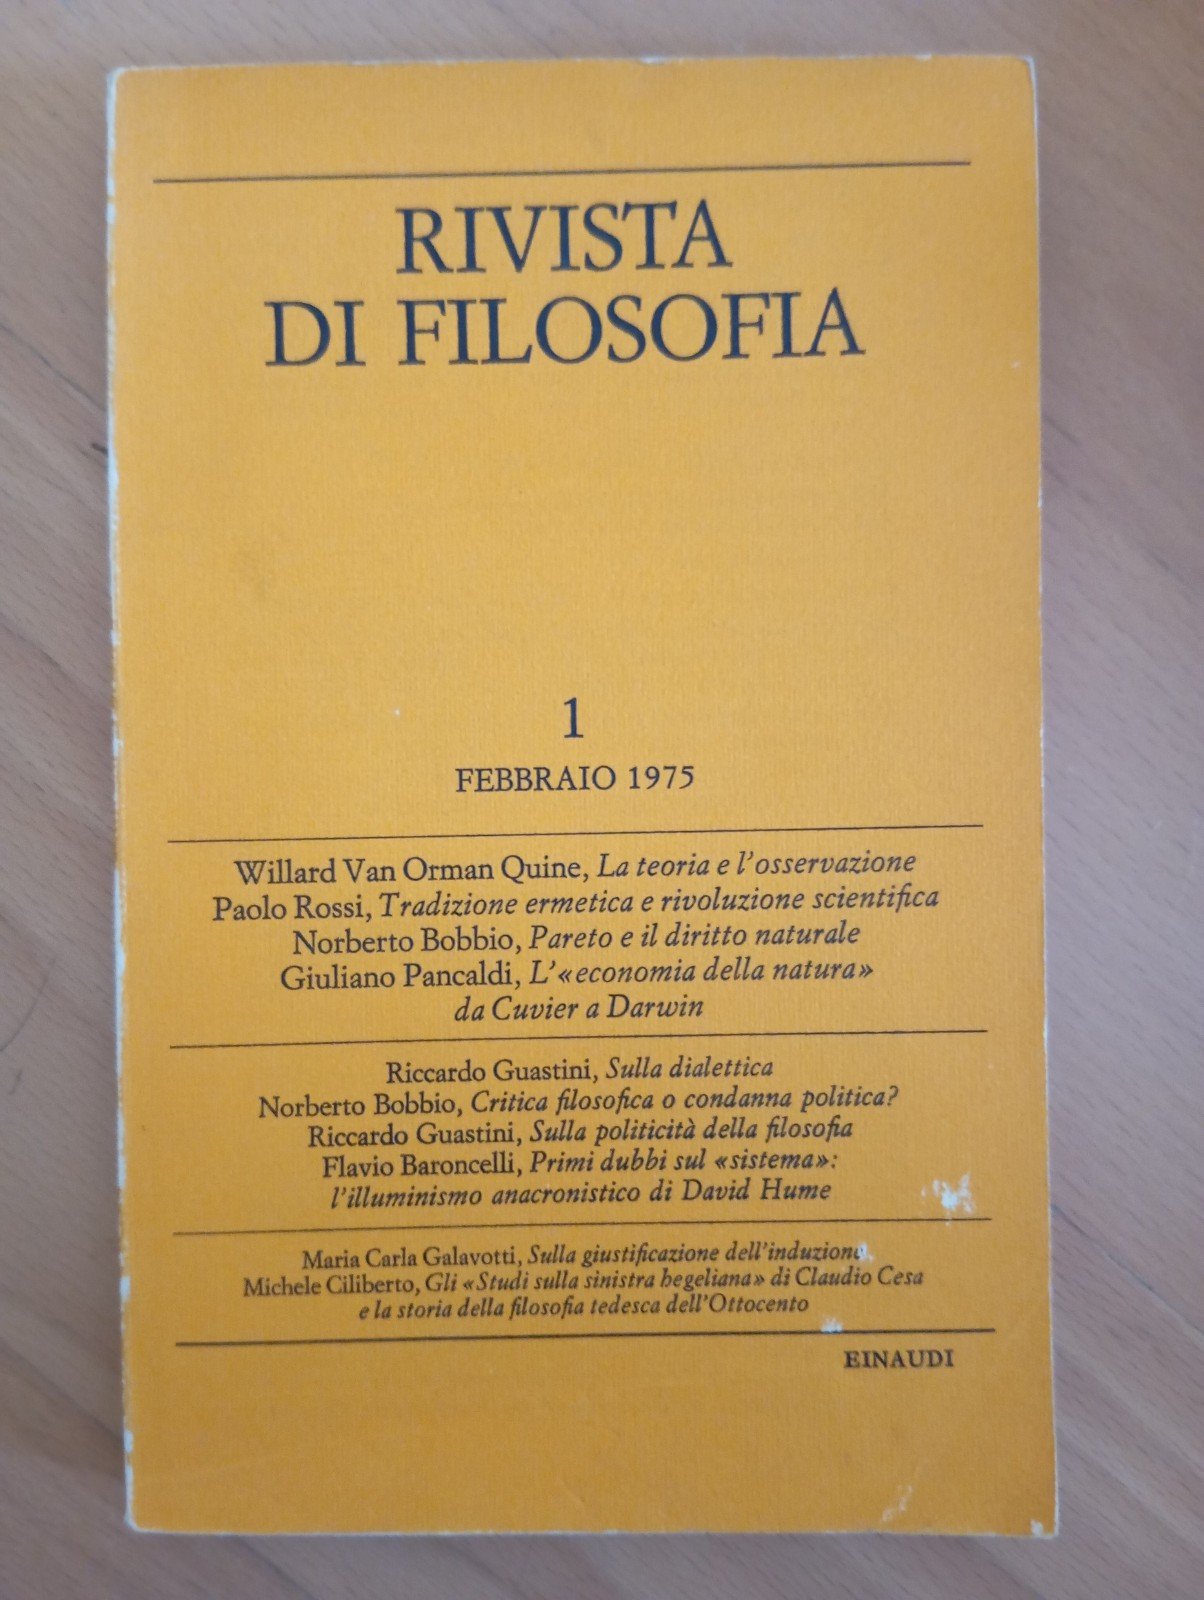 RIVISTA
DI FILOSOFIA
1
FEBBRAIO 1975
Willard Van Orman Quine, La teoria e l'osservazione
Paolo Rossi, Tradizione ermetica e rivoluzione scientifica
Norberto Bobbio, Pareto e il diritto naturale
Giuliano Pancaldi, L'«economia della natura»
da Cuvier a Darwin
Riccardo Guastini, Sulla dialettica
Norberto Bobbio, Critica filosofica o condanna politica?
Riccardo Guastini, Sulla politicità della filosofia
Flavio Baroncelli, Primi dubbi sul «sistema»:
l'illuminismo anacronistico di David Hume
Maria Carla Galavotti, Sulla giustificazione dell'induzione
Michele Ciliberto, Gli «Studi sulla sinistra hegeliana» di Claudio Cesa
e la storia della filosofia tedesca dell'Ottocento
EINAUDI